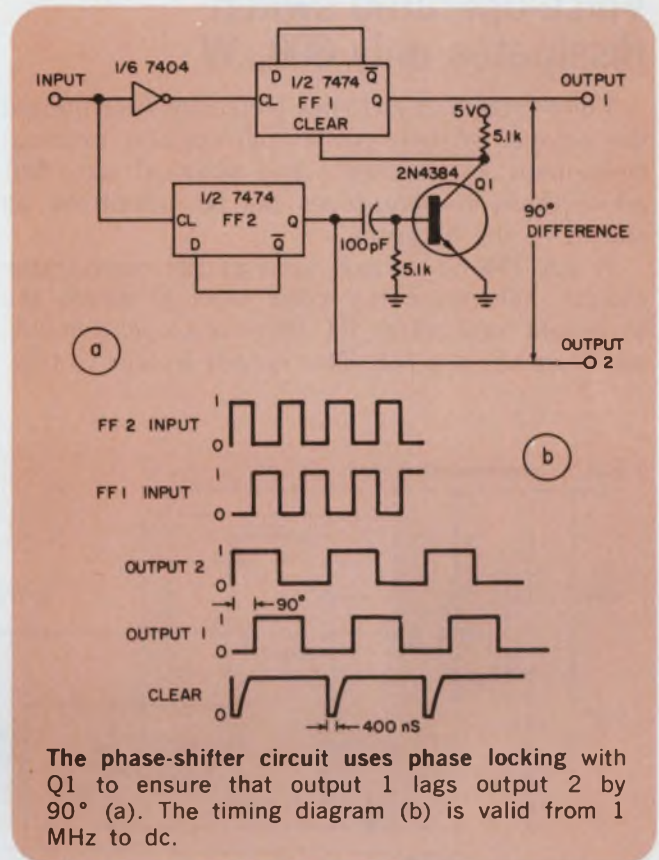 INPUT
1/6 7404
D Q̅
1/2 7474
CL FF1 Q
CLEAR
OUTPUT
1
5V
5.1k
2N4384
Q1
1/2 7474
CL FF2 Q
D Q̅
100pF
5.1k
90°
DIFFERENCE
OUTPUT
2
a
b
FF 2 INPUT 1
0
FF1 INPUT 1
0
OUTPUT 2 1
0
90°
OUTPUT 1 1
0
CLEAR
0
400 nS
The phase-shifter circuit uses phase locking with
Q1 to ensure that output 1 lags output 2 by
90° (a). The timing diagram (b) is valid from 1
MHz to dc.